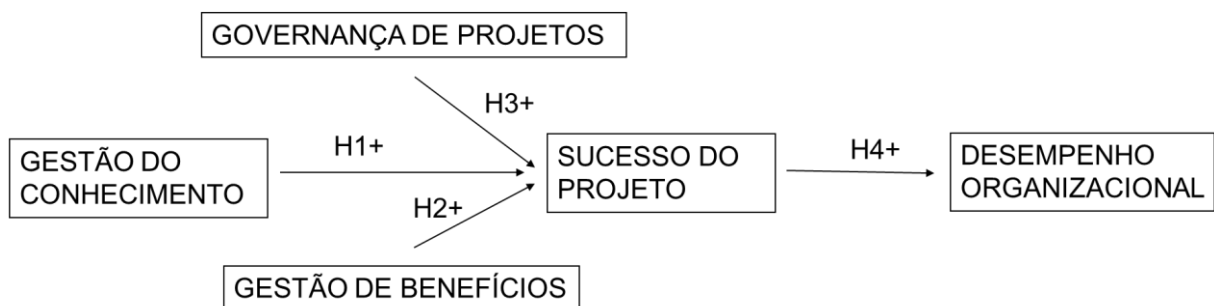 GOVERNANÇA DE PROJETOS
H3+
H1+
GESTÃO DO
CONHECIMENTO
SUCESSO DO
PROJETO
H4+
DESEMPENHO
ORGANIZACIONAL
H2+
GESTÃO DE BENEFÍCIOS